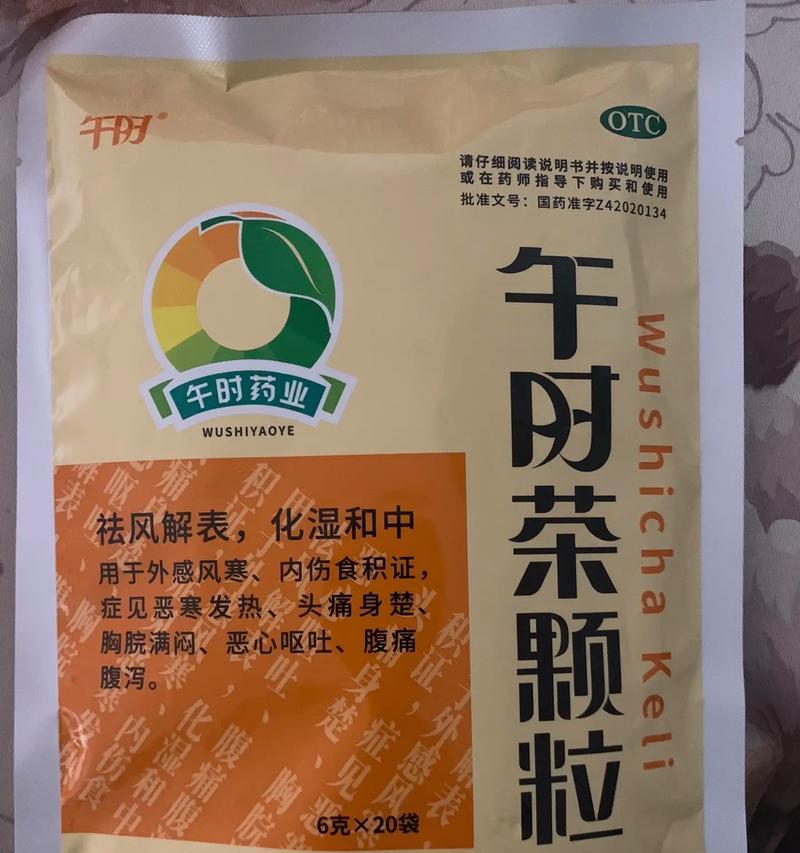 午时®
OTC
请仔细阅读说明书并按说明使用
或在药师指导下购买和使用
批准文号：国药准字Z42020134
午时药业
WUSHIYAOYE
午时茶颗粒
Wushicha Keli
祛风解表，化湿和中
用于外感风寒、内伤食积证，
症见恶寒发热、头痛身楚、
胸脘满闷、恶心呕吐、腹痛
腹泻。
6克×20袋